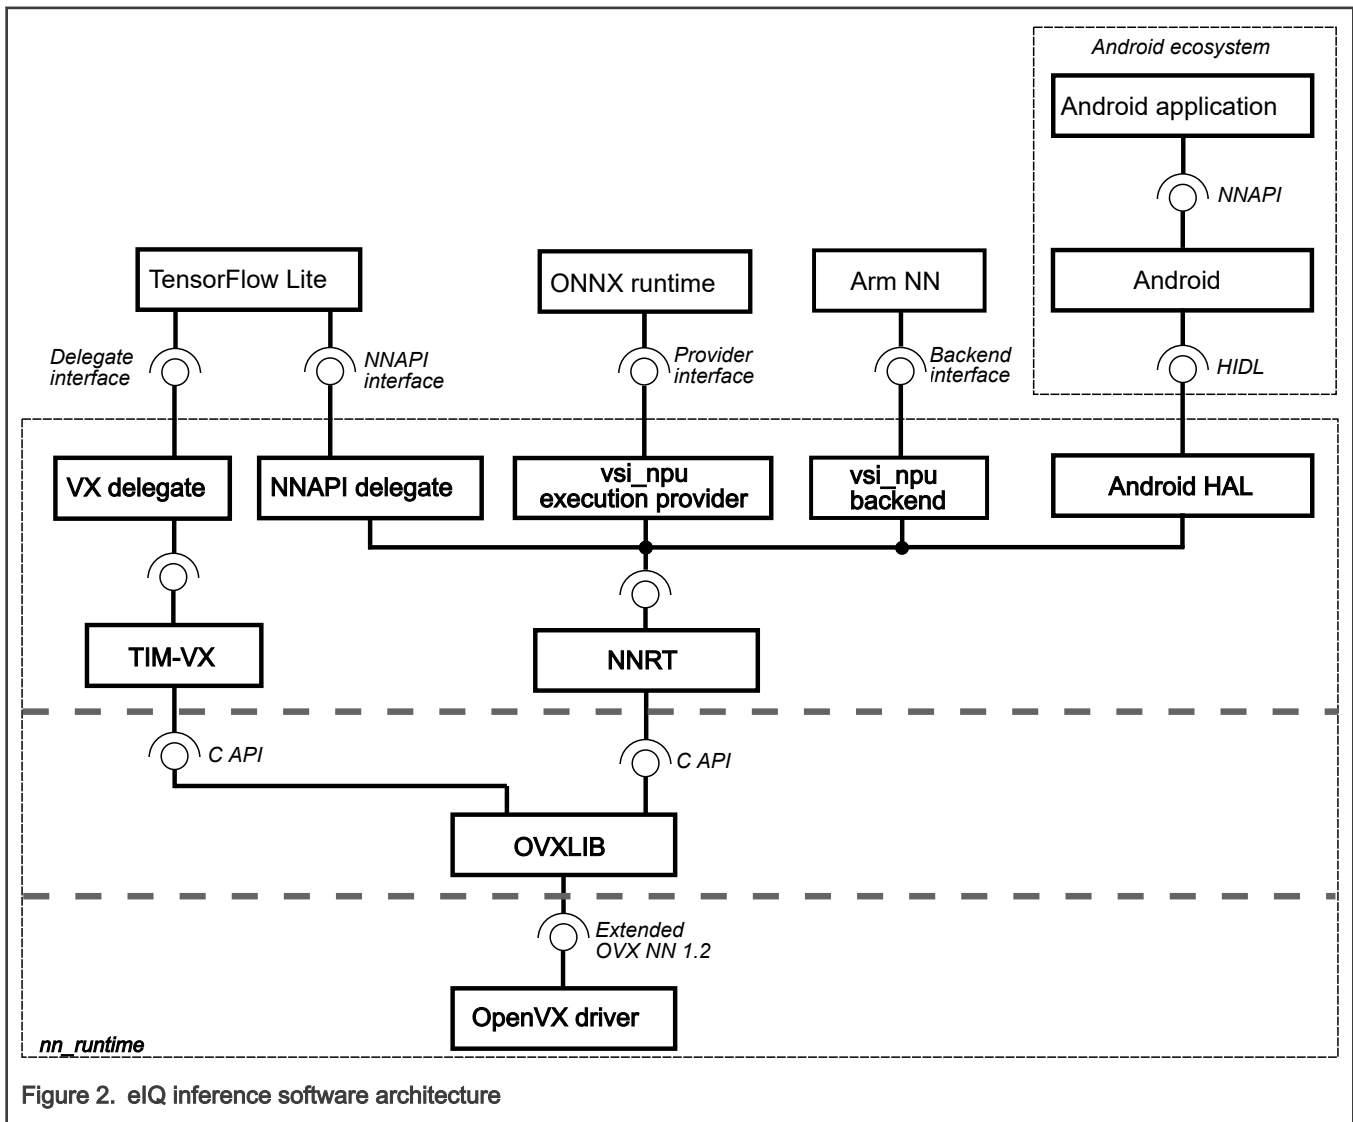 Android ecosystem
Android application
NNAPI
TensorFlow Lite
ONNX runtime
Arm NN
Android
Delegate
interface
NNAPI
interface
Provider
interface
Backend
interface
HIDL
VX delegate
NNAPI delegate
vsi_npu
execution provider
vsi_npu
backend
Android HAL
TIM-VX
NNRT
C API
C API
OVXLIB
Extended
OVX NN 1.2
OpenVX driver
nn_runtime
Figure 2. eIQ inference software architecture